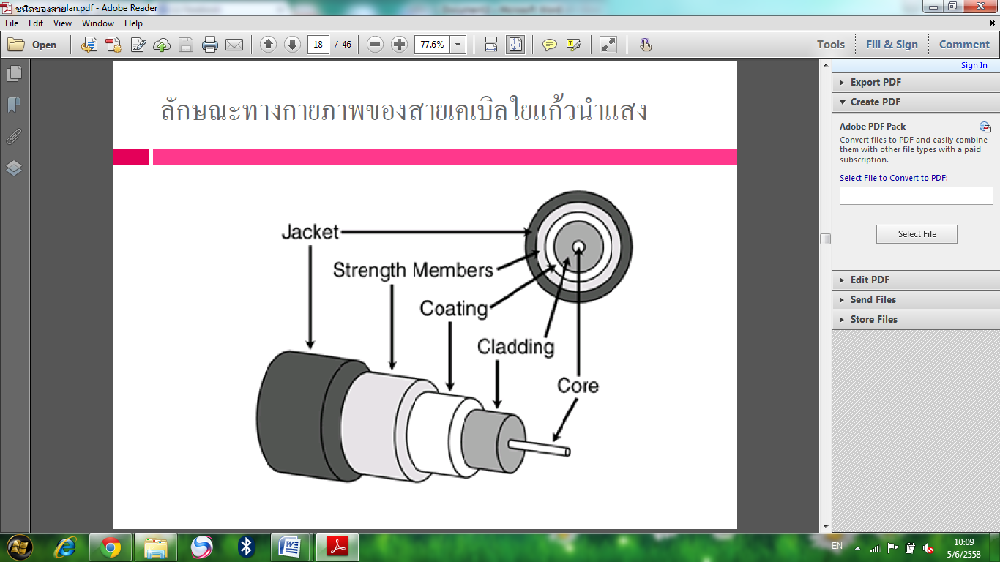 ชนิดของสายlan.pdf - Adobe Reader
File Edit View Window Help
Open 18 / 46 77.6% Tools Fill & Sign Comment
Sign In
Export PDF
Create PDF
Adobe PDF Pack
Convert files to PDF and easily combine
them with other file types with a paid
subscription.
Select File to Convert to PDF:
Select File
Edit PDF
Send Files
Store Files
ลักษณะทางกายภาพของสายเคเบิลใยแก้วนำแสง
Jacket
Strength Members
Coating
Cladding
Core
EN
10:09
5/6/2558